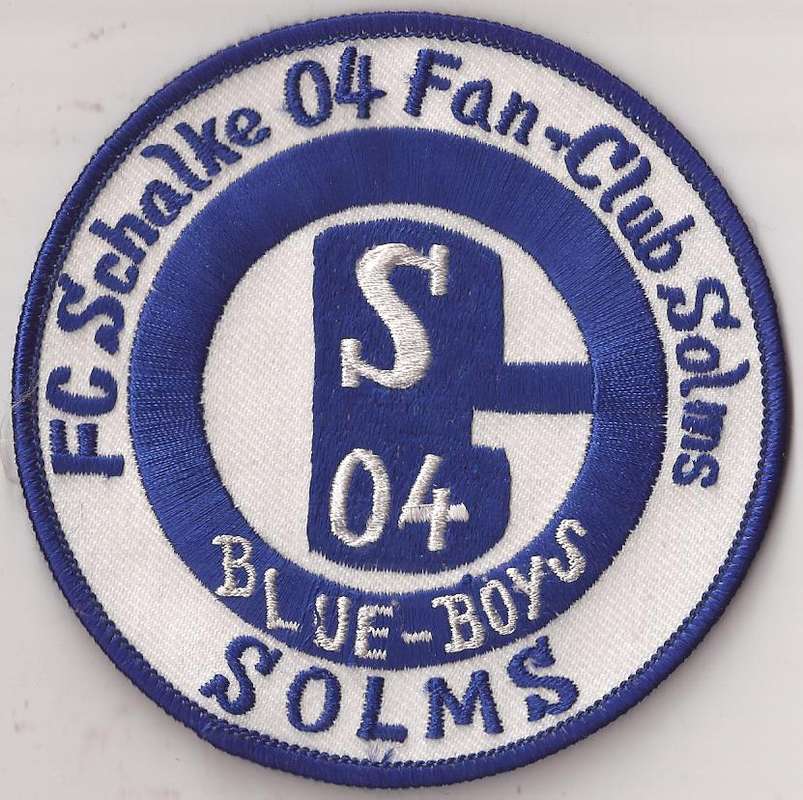 FC Schalke 04 Fan-Club Solms
S
04
BLUE-BOYS
SOLMS